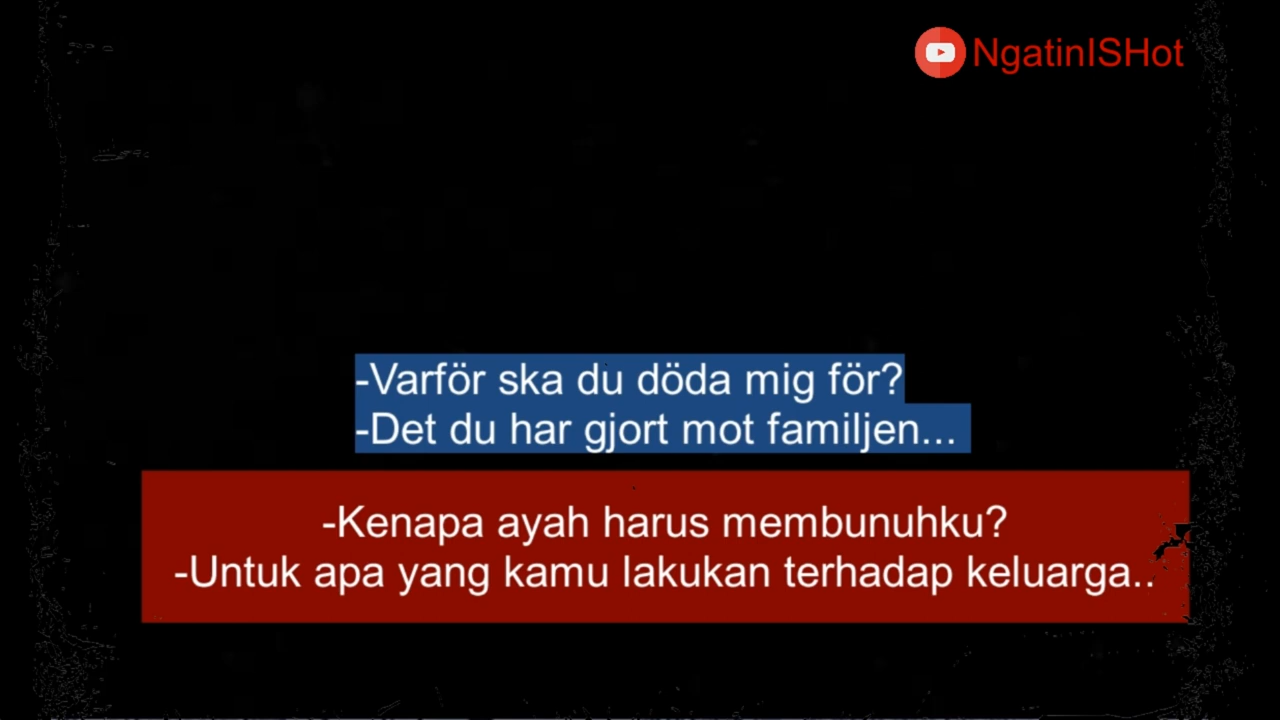 NgatinISHot
-Varför ska du döda mig för?
-Det du har gjort mot familjen...
-Kenapa ayah harus membunuhku?
-Untuk apa yang kamu lakukan terhadap keluarga..